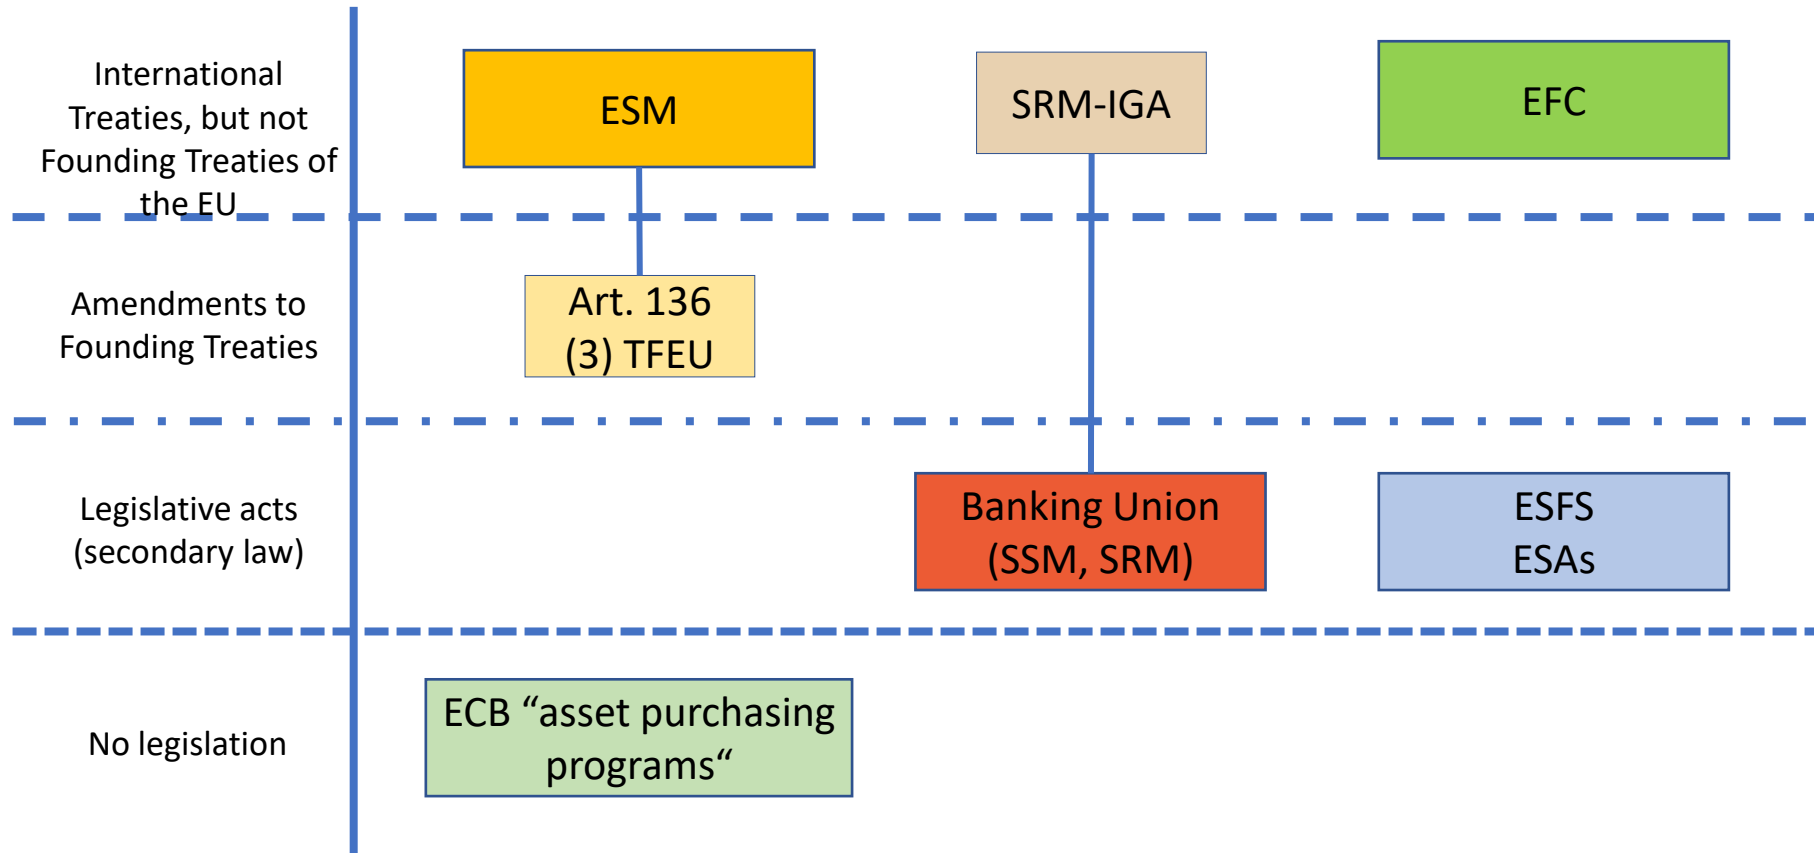 International
Treaties, but not
Founding Treaties of
the EU
ESM
SRM-IGA
EFC
Amendments to
Founding Treaties
Art. 136
(3) TFEU
Legislative acts
(secondary law)
Banking Union
(SSM, SRM)
ESFS
ESAs
No legislation
ECB “asset purchasing
programs“